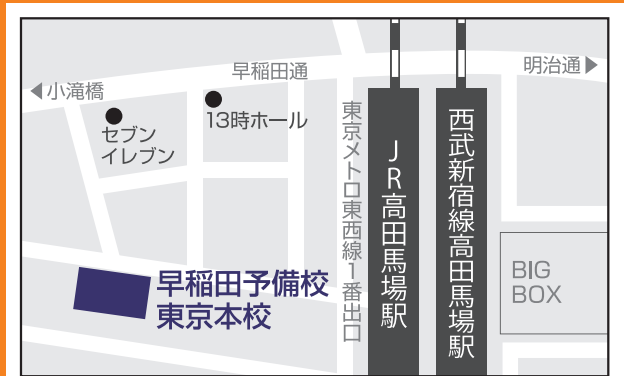 ◀小滝橋
早稲田通
明治通▶
セブン
イレブン
13時ホール
東京メトロ東西線1番出口
JR高田馬場駅
西武新宿線高田馬場駅
BIG
BOX
早稲田予備校
東京本校